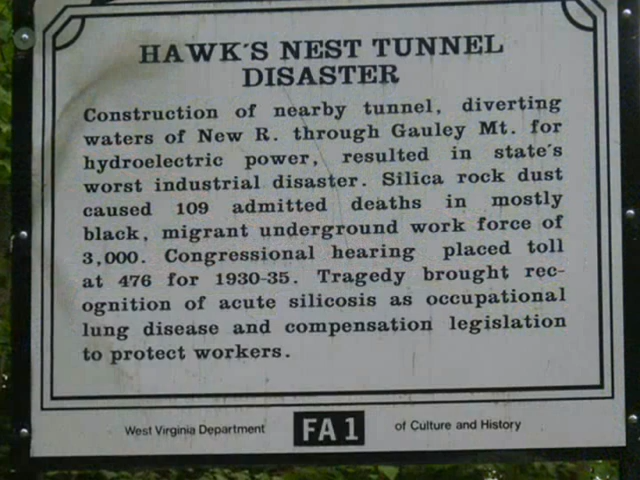 HAWK'S NEST TUNNEL
DISASTER
Construction of nearby tunnel, diverting
waters of New R. through Gauley Mt. for
hydroelectric power, resulted in state's
worst industrial disaster. Silica rock dust
caused 109 admitted deaths in mostly
black, migrant underground work force of
3,000. Congressional hearing placed toll
at 476 for 1930-35. Tragedy brought rec-
ognition of acute silicosis as occupational
lung disease and compensation legislation
to protect workers.
West Virginia Department FA 1 of Culture and History